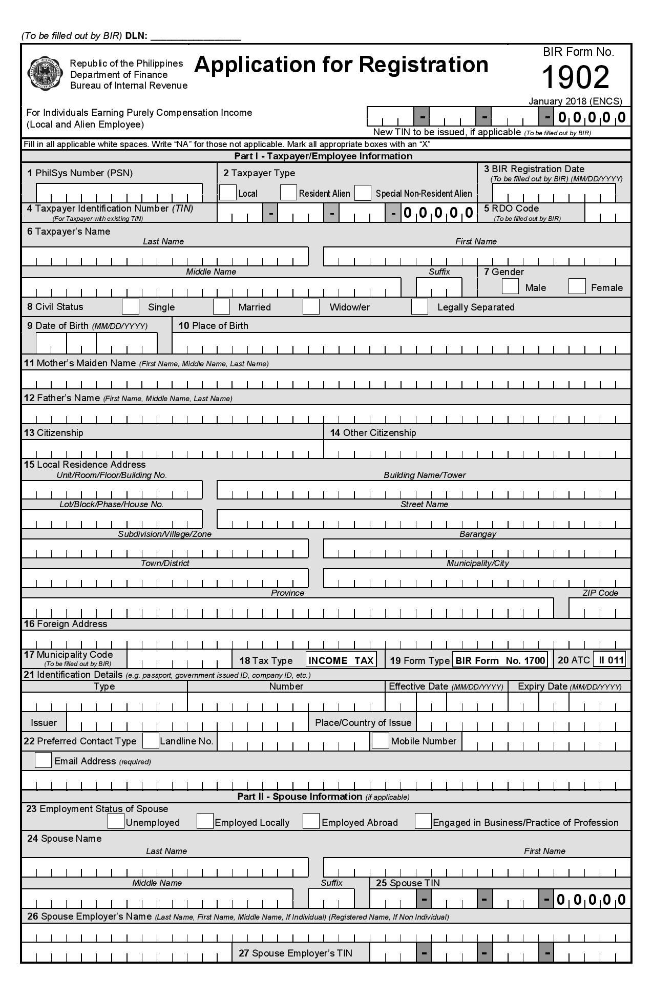 (To be filled out by BIR) DLN: _________________
Republic of the Philippines
Department of Finance
Bureau of Internal Revenue
Application for Registration
BIR Form No.
1902
January 2018 (ENCS)
For Individuals Earning Purely Compensation Income
(Local and Alien Employee)
- - - 0 0 0 0 0
New TIN to be issued, if applicable (To be filled out by BIR)
Fill in all applicable white spaces. Write “NA” for those not applicable. Mark all appropriate boxes with an “X”
Part I - Taxpayer/Employee Information
1 PhilSys Number (PSN)
2 Taxpayer Type
Local Resident Alien Special Non-Resident Alien
3 BIR Registration Date
(To be filled out by BIR) (MM/DD/YYYY)
4 Taxpayer Identification Number (TIN)
(For Taxpayer with existing TIN)
- - - 0 0 0 0 0
5 RDO Code
(To be filled out by BIR)
6 Taxpayer’s Name
Last Name First Name
Middle Name Suffix
7 Gender
Male Female
8 Civil Status Single Married Widow/er Legally Separated
9 Date of Birth (MM/DD/YYYY) 10 Place of Birth
11 Mother’s Maiden Name (First Name, Middle Name, Last Name)
12 Father’s Name (First Name, Middle Name, Last Name)
13 Citizenship 14 Other Citizenship
15 Local Residence Address
Unit/Room/Floor/Building No. Building Name/Tower
Lot/Block/Phase/House No. Street Name
Subdivision/Village/Zone Barangay
Town/District Municipality/City
Province ZIP Code
16 Foreign Address
17 Municipality Code
(To be filled out by BIR)
18 Tax Type INCOME TAX 19 Form Type BIR Form No. 1700 20 ATC II 011
21 Identification Details (e.g. passport, government issued ID, company ID, etc.)
Type Number Effective Date (MM/DD/YYYY) Expiry Date (MM/DD/YYYY)
Issuer Place/Country of Issue
22 Preferred Contact Type Landline No. Mobile Number
Email Address (required)
Part II - Spouse Information (if applicable)
23 Employment Status of Spouse
Unemployed Employed Locally Employed Abroad Engaged in Business/Practice of Profession
24 Spouse Name
Last Name First Name
Middle Name Suffix 25 Spouse TIN
- - - 0 0 0 0 0
26 Spouse Employer’s Name (Last Name, First Name, Middle Name, If Individual) (Registered Name, If Non Individual)
27 Spouse Employer’s TIN - - -